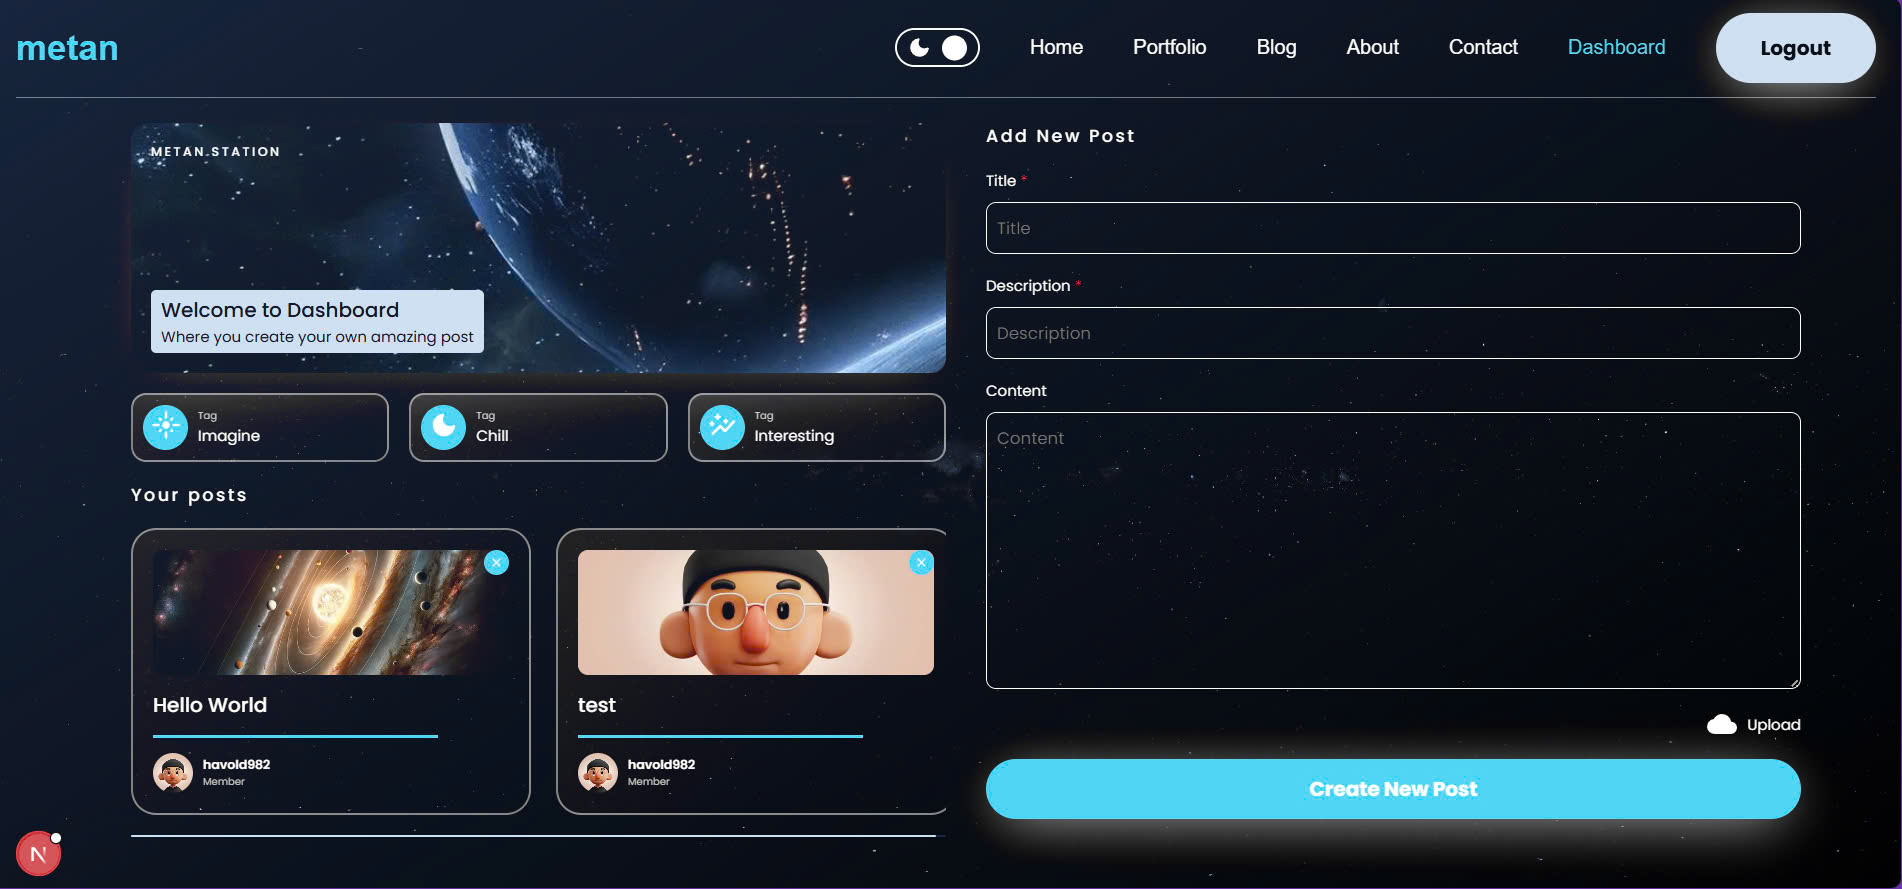 metan
Home
Portfolio
Blog
About
Contact
Dashboard
Logout
METAN STATION
Welcome to Dashboard
Where you create your own amazing post
Tag
Imagine
Tag
Chill
Tag
Interesting
Your posts
Hello World
havold982
Member
test
havold982
Member
Add New Post
Title *
Title
Description *
Description
Content
Content
Upload
Create New Post
N